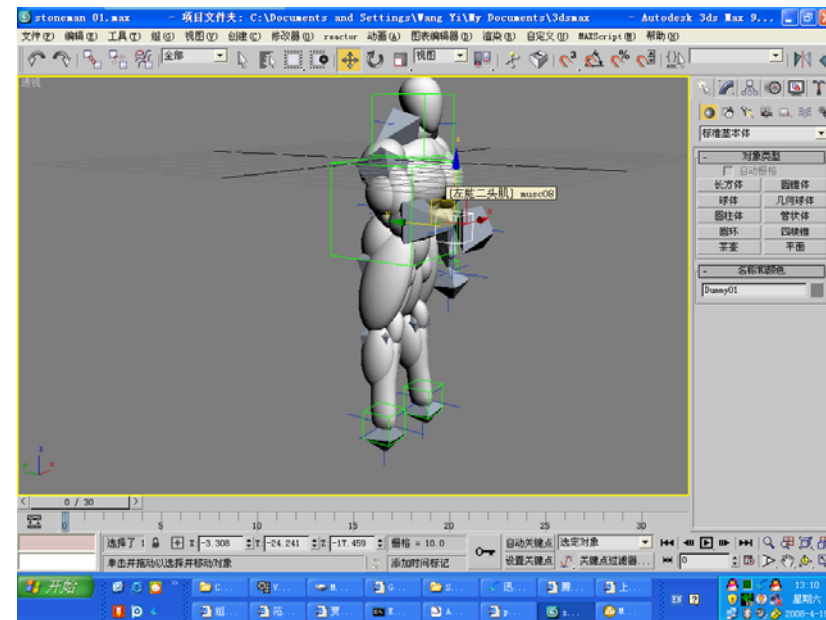 stoneman 01.max - 项目文件夹: C:\Documents and Settings\Wang Yi\My Documents\3dsmax - Autodesk 3ds Max 9...
文件(F) 编辑(E) 工具(T) 组(G) 视图(V) 创建(C) 修改器(O) reactor 动画(A) 图表编辑器(D) 渲染(R) 自定义(U) MAXScript(M) 帮助(H)
全部 视图
透视
标准基本体
- 对象类型
自动栅格
长方体 圆锥体
球体 几何球体
圆柱体 管状体
圆环 四棱锥
茶壶 平面
- 名称和颜色
Dummy01
[左肱二头肌] musc08
z
x
0 / 30
0 5 10 15 20 25 30
选择了 1 X -3.308 Y -24.241 Z -17.459 栅格 = 10.0 自动关键点 选定对象
单击并拖动以选择并移动对象 添加时间标记 设置关键点 关键点过滤器... 0
开始 C... M... G... S... 迅... 上... 13:10
EN 星期六
组... A... P... s... M... 2008-4-19